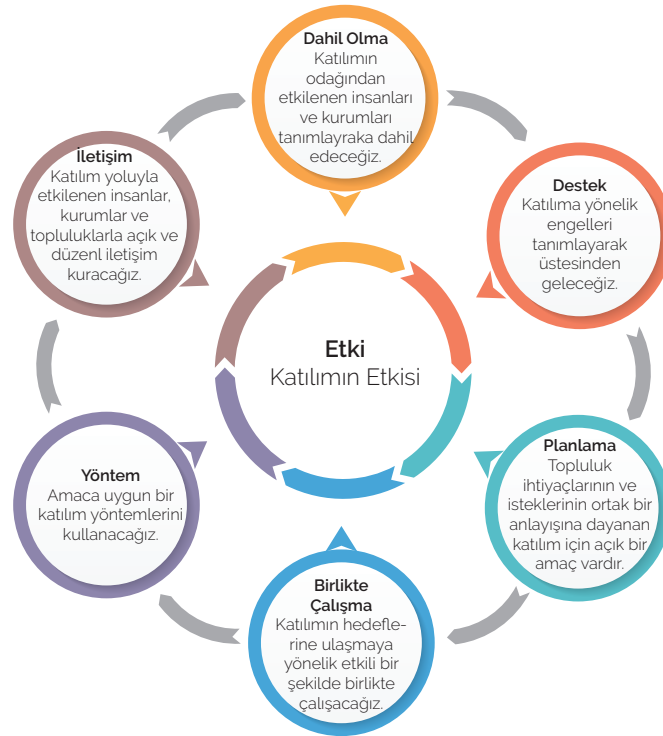 Dahil Olma
Katılımın
odağından
etkilenen insanları
ve kurumları
tanımlayraka dahil
edeceğiz.
Destek
Katılıma yönelik
engelleri
tanımlayarak
üstesinden
geleceğiz.
Planlama
Topluluk
ihtiyaçlarının ve
isteklerinin ortak bir
anlayışına dayanan
katılım için açık bir
amaç vardır.
Birlikte
Çalışma
Katılımın hedefle-
rine ulaşmaya
yönelik etkili bir
şekilde birlikte
çalışacağız.
Yöntem
Amaca uygun bir
katılım yöntemlerini
kullanacağız.
İletişim
Katılım yoluyla
etkilenen insanlar,
kurumlar ve
topluluklarla açık ve
düzenl iletişim
kuracağız.
Etki
Katılımın Etkisi